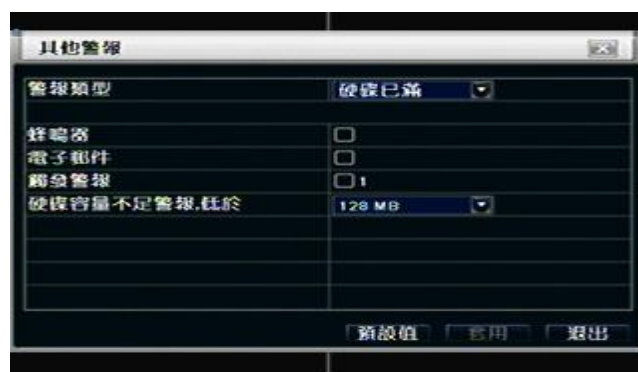 其他警報
警報類型 硬碟已滿
蜂鳴器
電子郵件
觸發警報 1
硬碟容量不足警報,低於 128 MB
預設值 套用 退出